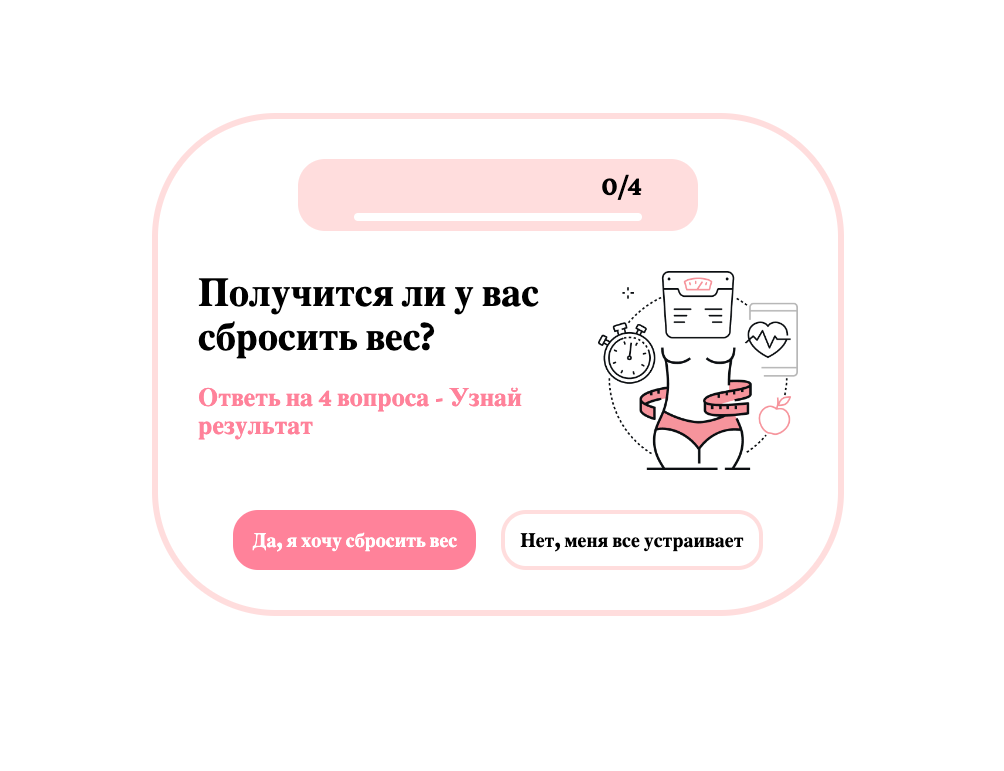 0/4
Получится ли у вас
сбросить вес?
Ответь на 4 вопроса - Узнай
результат
Да, я хочу сбросить вес
Нет, меня все устраивает